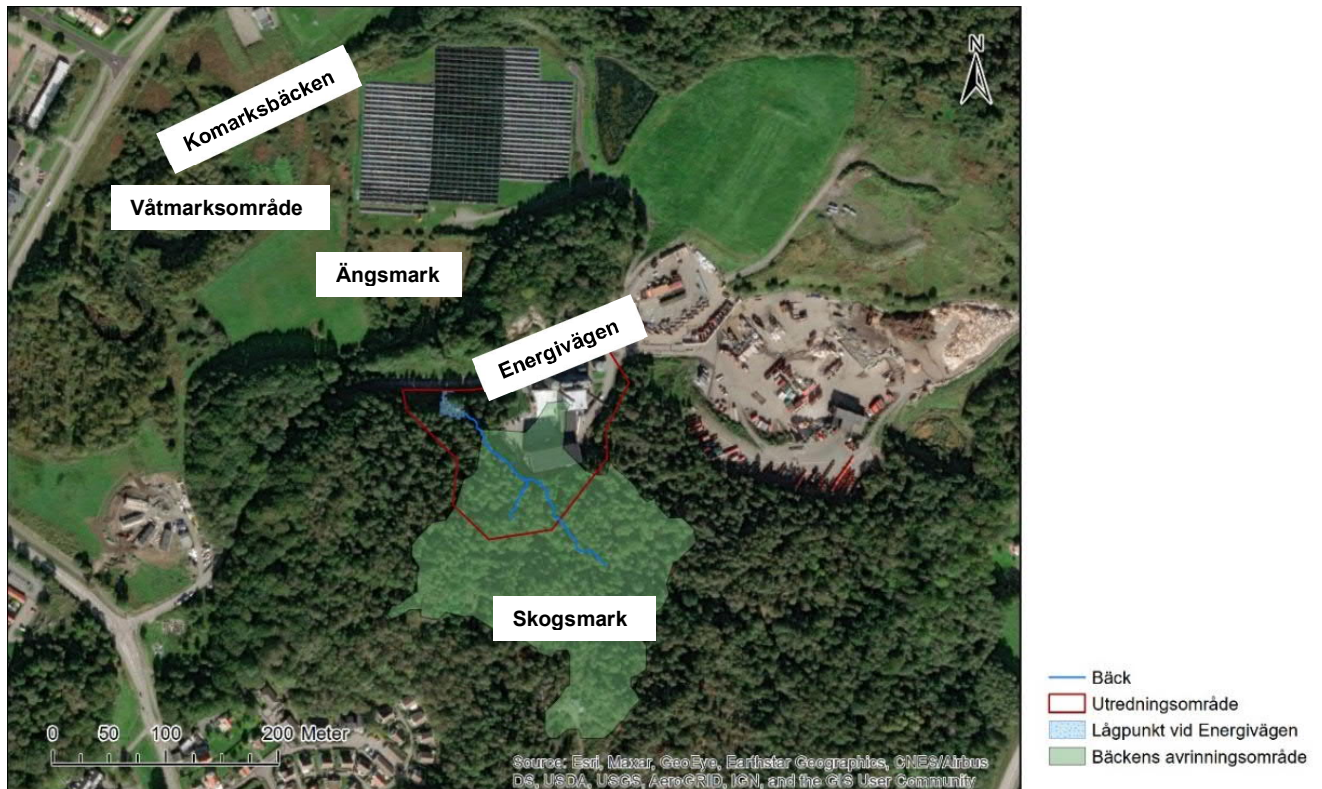 N
Komarksbäcken
Våtmarksområde
Ängsmark
Energivägen
Skogsmark
0 50 100 200 Meter
Source: Esri, Maxar, GeoEye, Earthstar Geographics, CNES/Airbus
DS, USDA, USGS, AeroGRID, IGN, and the GIS User Community
Bäck
Utredningsområde
Lågpunkt vid Energivägen
Bäckens avrinningsområde